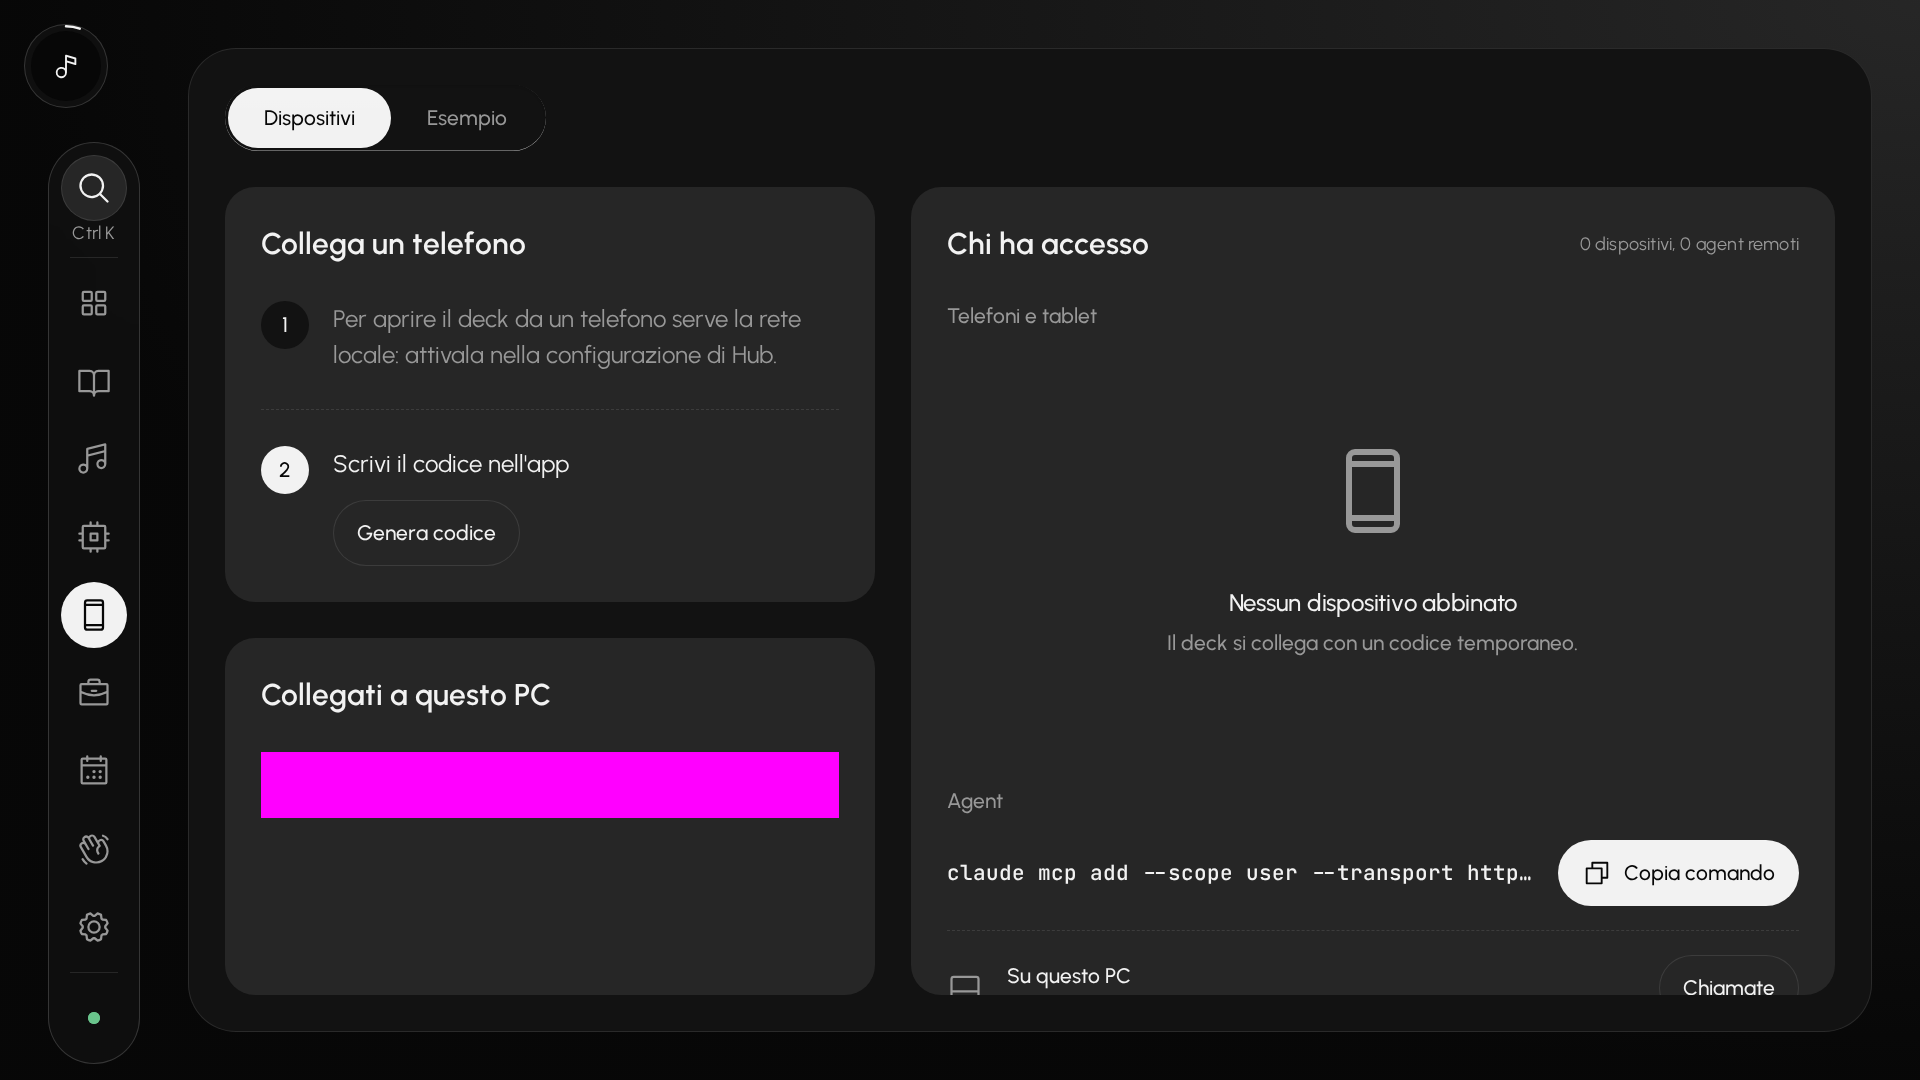 Dispositivi
Esempio
Ctrl K
Collega un telefono
1
Per aprire il deck da un telefono serve la rete
locale: attivala nella configurazione di Hub.
2
Scrivi il codice nell'app
Genera codice
Collegati a questo PC
Chi ha accesso
0 dispositivi, 0 agent remoti
Telefoni e tablet
Nessun dispositivo abbinato
Il deck si collega con un codice temporaneo.
Agent
claude mcp add --scope user --transport http…
Copia comando
Su questo PC
Chiamate